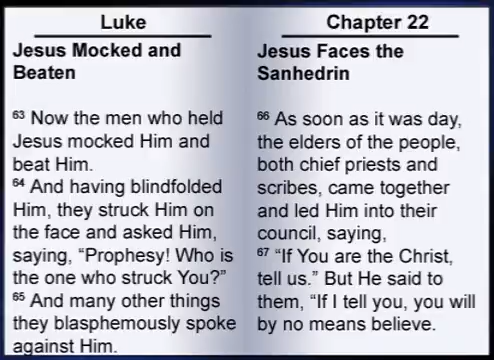 Luke
Jesus Mocked and
Beaten
63 Now the men who held
Jesus mocked Him and
beat Him.
64 And having blindfolded
Him, they struck Him on
the face and asked Him,
saying, “Prophesy! Who is
the one who struck You?”
65 And many other things
they blasphemously spoke
against Him.
Chapter 22
Jesus Faces the
Sanhedrin
66 As soon as it was day,
the elders of the people,
both chief priests and
scribes, came together
and led Him into their
council, saying,
67 “If You are the Christ,
tell us.” But He said to
them, “If I tell you, you will
by no means believe.